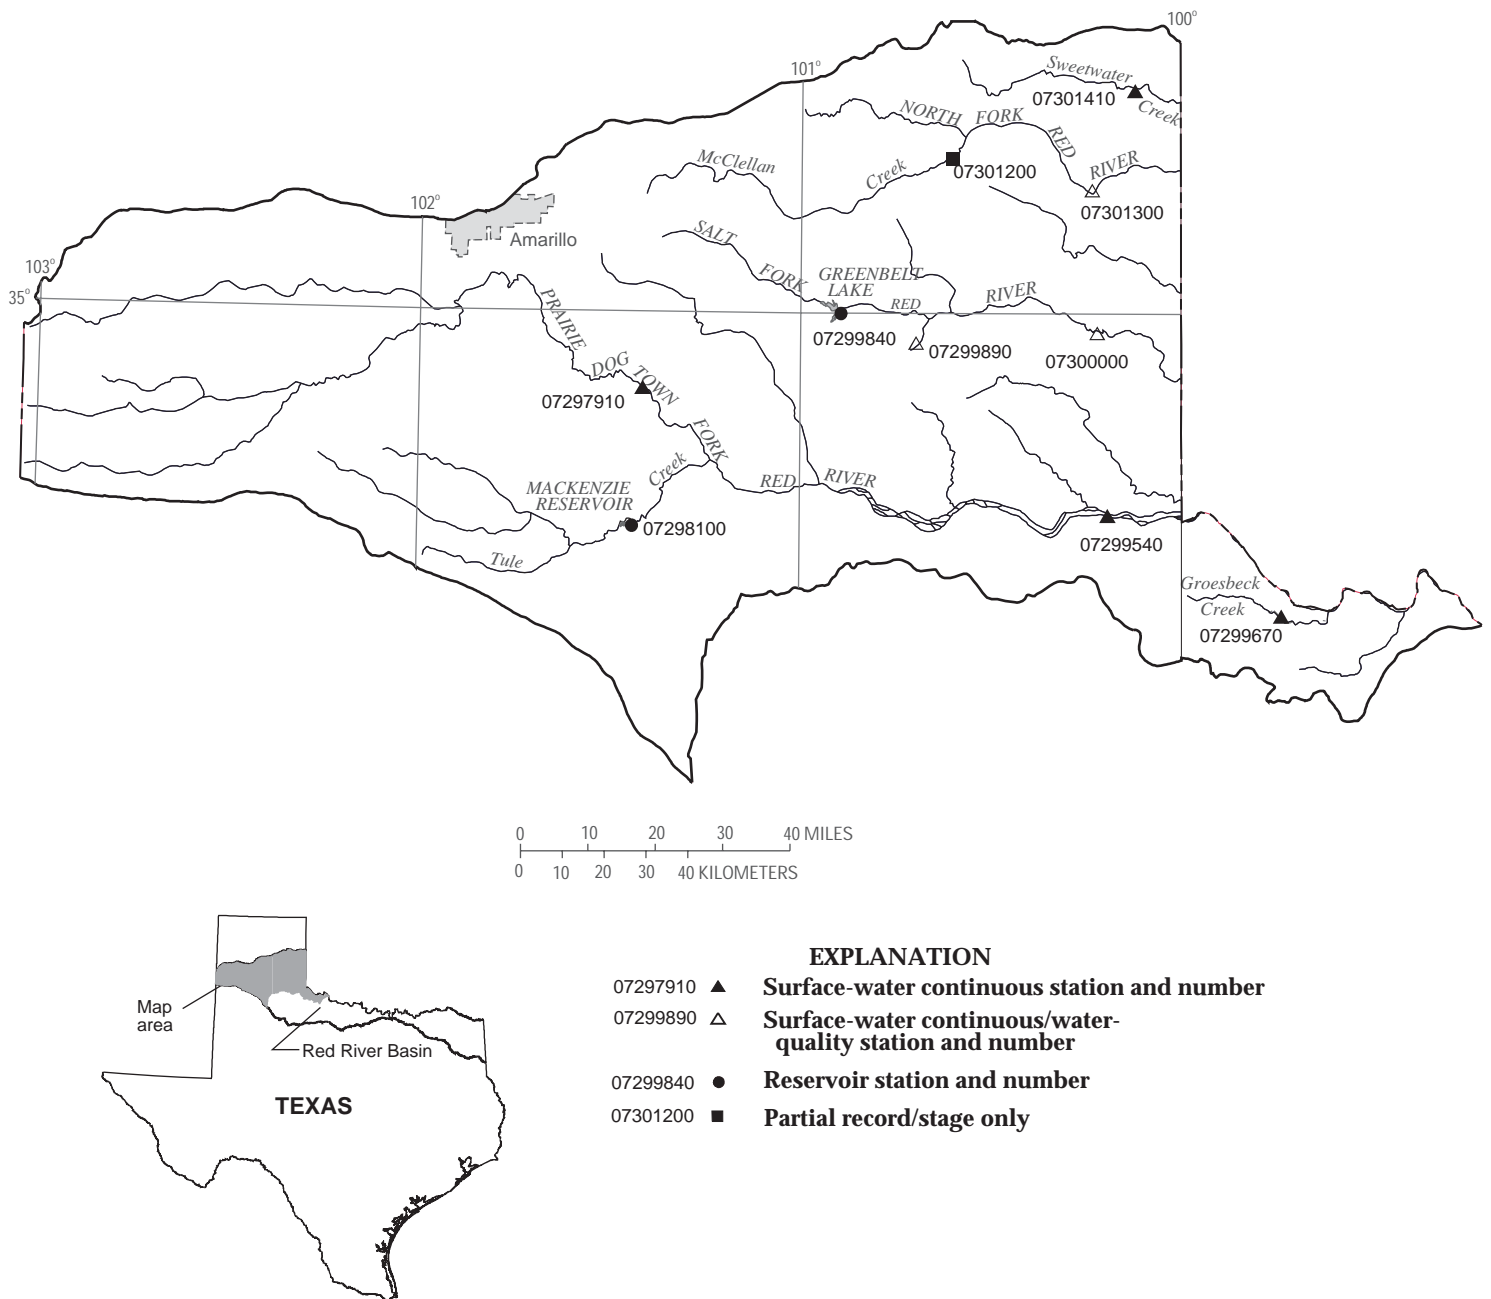 100°
101°
Sweetwater
07301410
Creek
NORTH FORK
RED
RIVER
McClellan
Creek
07301200
07301300
102°
Amarillo
SALT
FORK
GREENBELT
LAKE
RED
RIVER
103°
35°
07299840
07299890
07300000
PRAIRIE
DOG
TOWN
FORK
07297910
Creek
RED
RIVER
MACKENZIE
RESERVOIR
07298100
Tule
07299540
Groesbeck
Creek
07299670
0 10 20 30 40 MILES
0 10 20 30 40 KILOMETERS
Map
area
Red River Basin
TEXAS
EXPLANATION
07297910 Surface-water continuous station and number
07299890 Surface-water continuous/water-
quality station and number
07299840 Reservoir station and number
07301200 Partial record/stage only